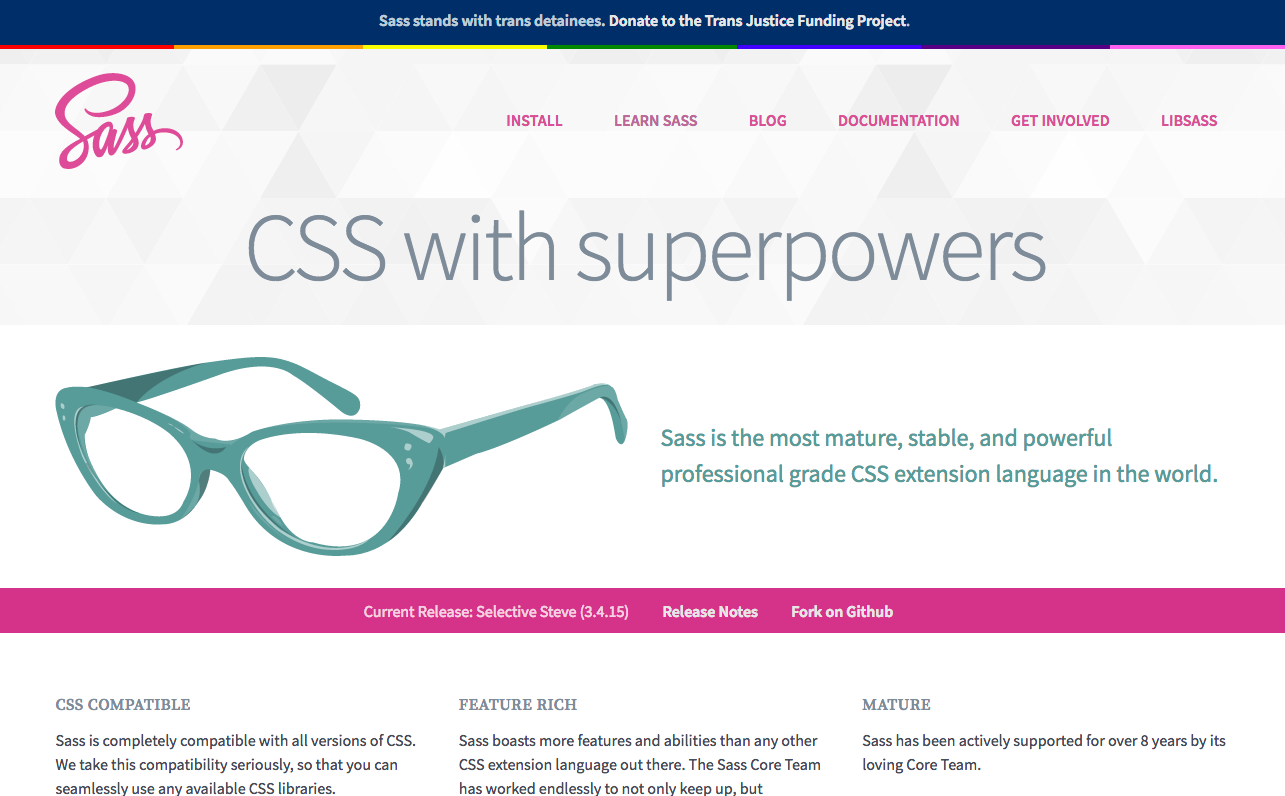 Sass stands with trans detainees. Donate to the Trans Justice Funding Project.
Sass
INSTALL
LEARN SASS
BLOG
DOCUMENTATION
GET INVOLVED
LIBSASS
CSS with superpowers
Sass is the most mature, stable, and powerful
professional grade CSS extension language in the world.
Current Release: Selective Steve (3.4.15)
Release Notes
Fork on Github
CSS COMPATIBLE
Sass is completely compatible with all versions of CSS.
We take this compatibility seriously, so that you can
seamlessly use any available CSS libraries.
FEATURE RICH
Sass boasts more features and abilities than any other
CSS extension language out there. The Sass Core Team
has worked endlessly to not only keep up, but
MATURE
Sass has been actively supported for over 8 years by its
loving Core Team.